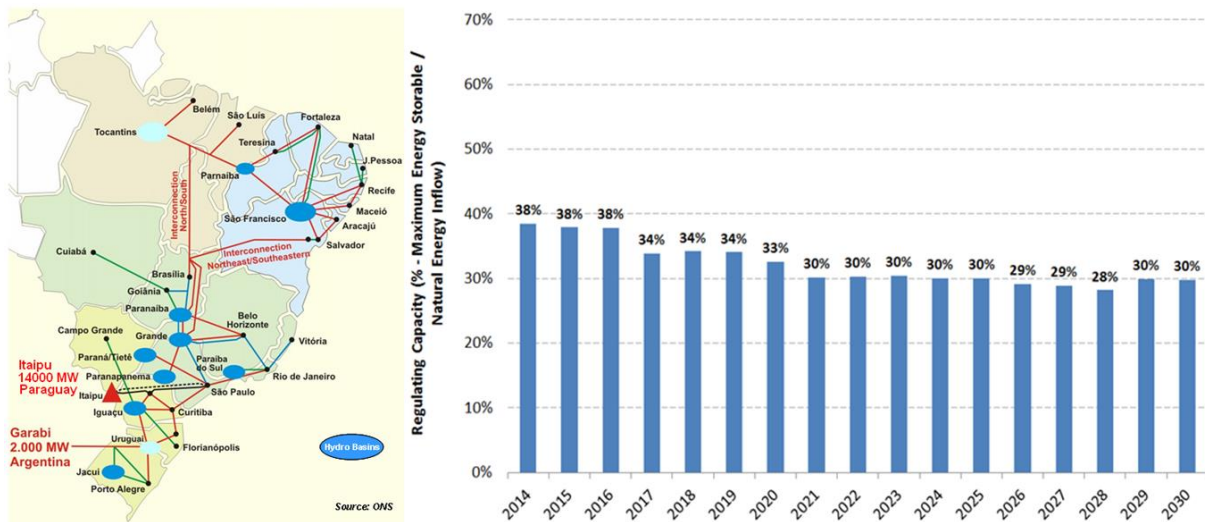 Belém
São Luis
Fortaleza
Tocantins
Teresina
Natal
J.Pessoa
Parnaíba
Recife
Interconnection
North/South
São Francisco
Maceió
Aracajú
Salvador
Interconnection
Northeast/Southeastern
Cuiabá
Brasília
Goiânia
Paranaíba
Belo
Horizonte
Campo Grande
Grande
Vitória
Paraná/Tietê
Paraíba
do Sul
Itaipu
14000 MW
Paraguay
Paranapanema
Rio de Janeiro
Itaipu
São Paulo
Iguaçu
Curitiba
Garabi
2.000 MW
Argentina
Uruguai
Florianópolis
Hydro Basins
Jacui
Porto Alegre
Source: ONS
Regulating Capacity (% - Maximum Energy Storable /
Natural Energy Inflow)
70%
60%
50%
40%
30%
20%
10%
0%
38% 38% 38% 34% 34% 34% 33% 30% 30% 30% 30% 30% 29% 29% 28% 30% 30%
2014 2015 2016 2017 2018 2019 2020 2021 2022 2023 2024 2025 2026 2027 2028 2029 2030